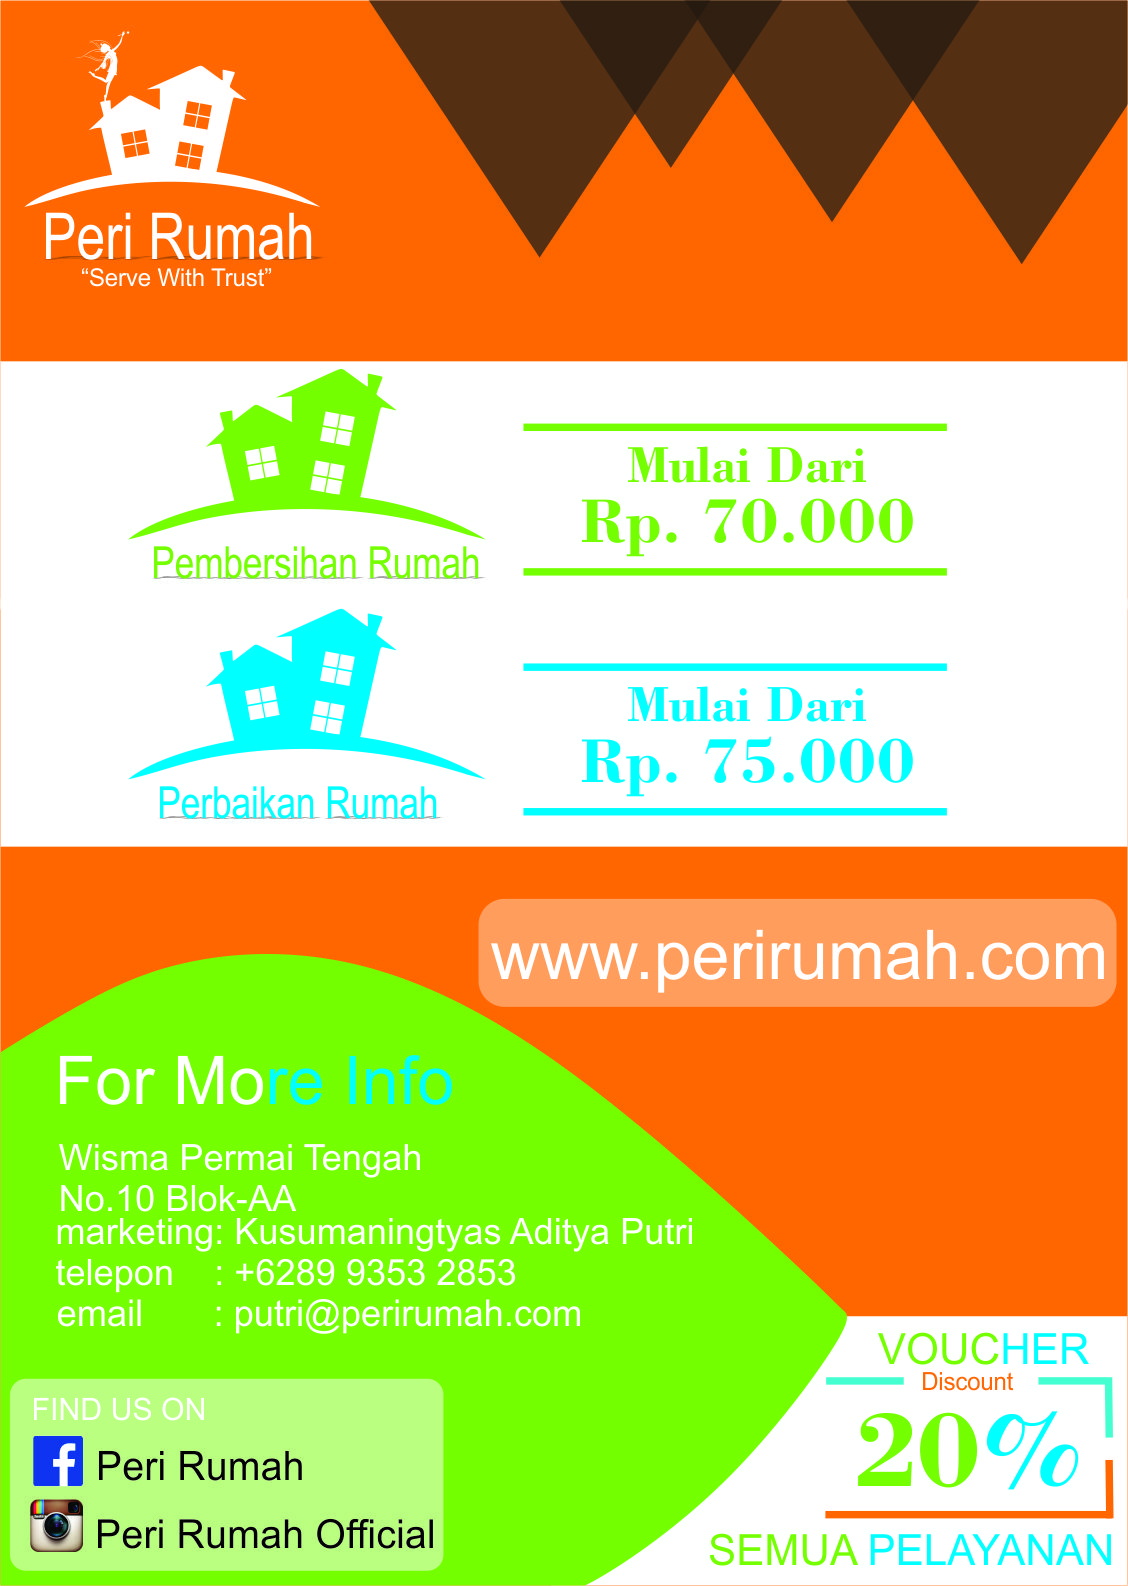 Peri Rumah
“Serve With Trust”
Pembersihan Rumah
Mulai Dari
Rp. 70.000
Perbaikan Rumah
Mulai Dari
Rp. 75.000
www.perirumah.com
For More Info
Wisma Permai Tengah
No.10 Blok-AA
marketing: Kusumaningtyas Aditya Putri
telepon : +6289 9353 2853
email : putri@perirumah.com
FIND US ON
Peri Rumah
Peri Rumah Official
VOUCHER
Discount
20%
SEMUA PELAYANAN